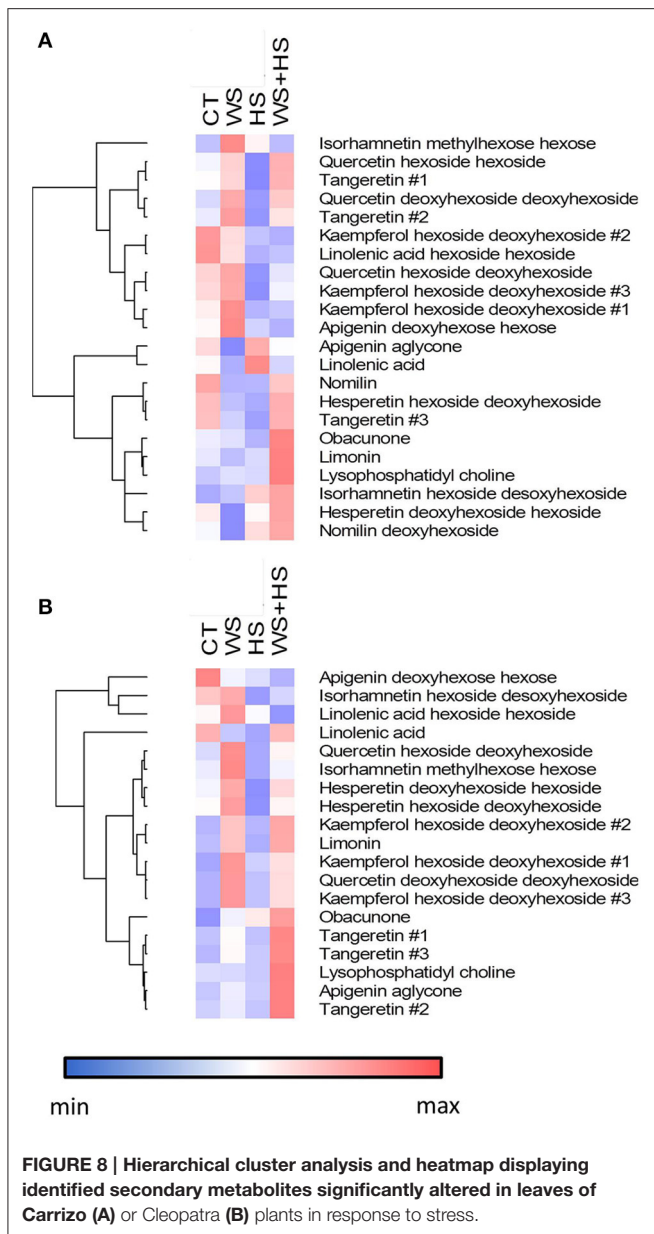 A
CT WS HS WS+HS
Isorhamnetin methylhexose hexose
Quercetin hexoside hexoside
Tangeretin #1
Quercetin deoxyhexoside deoxyhexoside
Tangeretin #2
Kaempferol hexoside deoxyhexoside #2
Linolenic acid hexoside hexoside
Quercetin hexoside deoxyhexoside
Kaempferol hexoside deoxyhexoside #3
Kaempferol hexoside deoxyhexoside #1
Apigenin deoxyhexose hexose
Apigenin aglycone
Linolenic acid
Nomilin
Hesperetin hexoside deoxyhexoside
Tangeretin #3
Obacunone
Limonin
Lysophosphatidyl choline
Isorhamnetin hexoside desoxyhexoside
Hesperetin deoxyhexoside hexoside
Nomilin deoxyhexoside
B
CT WS HS WS+HS
Apigenin deoxyhexose hexose
Isorhamnetin hexoside desoxyhexoside
Linolenic acid hexoside hexoside
Linolenic acid
Quercetin hexoside deoxyhexoside
Isorhamnetin methylhexose hexose
Hesperetin deoxyhexoside hexoside
Hesperetin hexoside deoxyhexoside
Kaempferol hexoside deoxyhexoside #2
Limonin
Kaempferol hexoside deoxyhexoside #1
Quercetin deoxyhexoside deoxyhexoside
Kaempferol hexoside deoxyhexoside #3
Obacunone
Tangeretin #1
Tangeretin #3
Lysophosphatidyl choline
Apigenin aglycone
Tangeretin #2
min max
FIGURE 8 | Hierarchical cluster analysis and heatmap displaying
identified secondary metabolites significantly altered in leaves of
Carrizo (A) or Cleopatra (B) plants in response to stress.